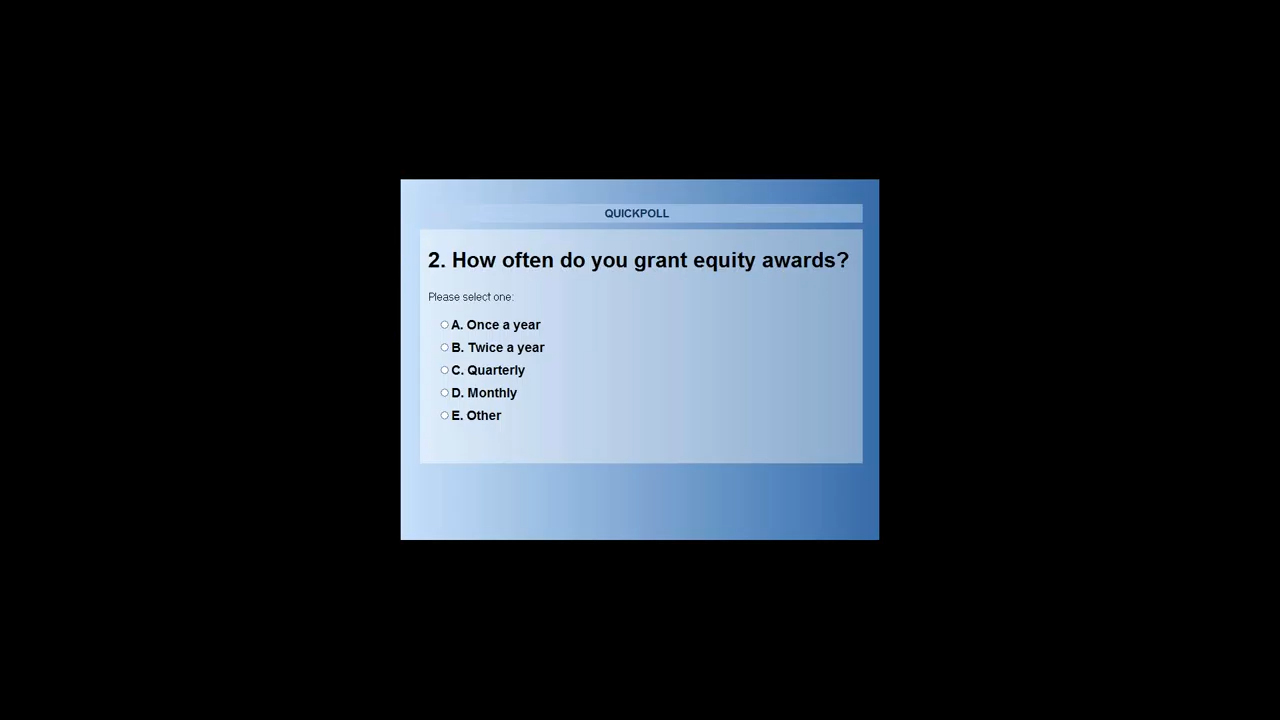 QUICKPOLL
2. How often do you grant equity awards?
Please select one:
A. Once a year
B. Twice a year
C. Quarterly
D. Monthly
E. Other